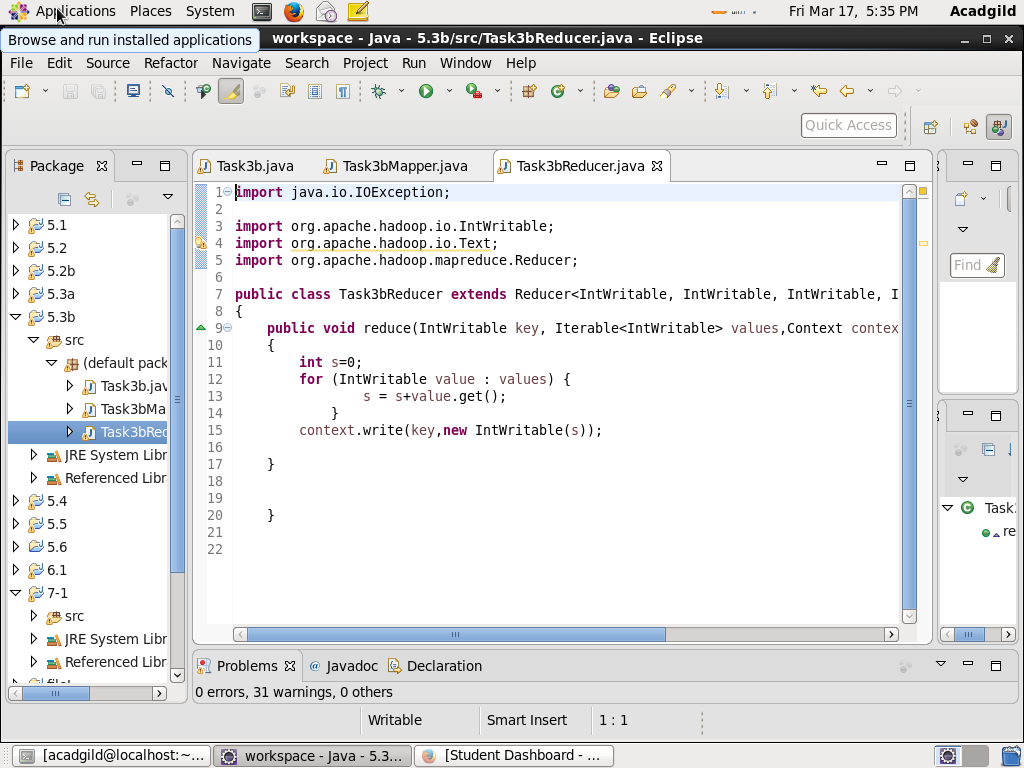 Applications Places System Fri Mar 17, 5:35 PM Acadgild
Browse and run installed applications
workspace - Java - 5.3b/src/Task3bReducer.java - Eclipse
File Edit Source Refactor Navigate Search Project Run Window Help
Quick Access
Package
5.1
5.2
5.2b
5.3a
5.3b
src
(default pack
Task3b.jav
Task3bMa
Task3bRed
JRE System Libr
Referenced Libr
5.4
5.5
5.6
6.1
7-1
src
JRE System Libr
Referenced Libr
Task3b.java Task3bMapper.java Task3bReducer.java
1 import java.io.IOException;
2
3 import org.apache.hadoop.io.IntWritable;
4 import org.apache.hadoop.io.Text;
5 import org.apache.hadoop.mapreduce.Reducer;
6
7 public class Task3bReducer extends Reducer<IntWritable, IntWritable, IntWritable, I
8 {
9 public void reduce(IntWritable key, Iterable<IntWritable> values,Context contex
10 {
11 int s=0;
12 for (IntWritable value : values) {
13 s = s+value.get();
14 }
15 context.write(key,new IntWritable(s));
16
17 }
18
19
20 }
21
22
Find
Task
re
Problems Javadoc Declaration
0 errors, 31 warnings, 0 others
Writable Smart Insert 1 : 1
[acadgild@localhost:~... workspace - Java - 5.3... [Student Dashboard - ...